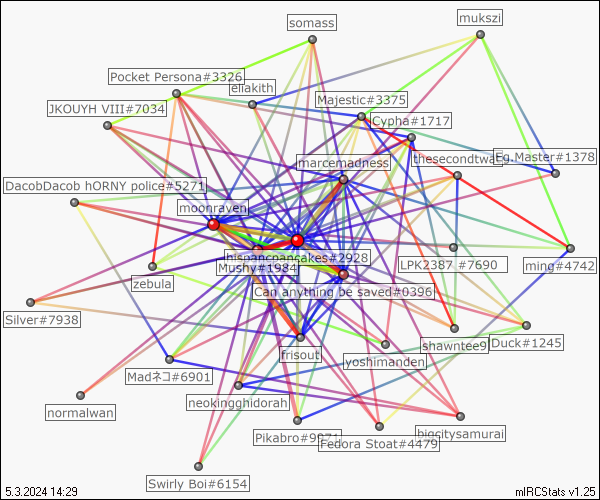 somass
mukszi
Pocket Persona#3326
eliakith
Majestic#3375
JKOUYH VIII#7034
Cypha#1717
marcemadness
thesecondtwa
Eg.Master#1378
DacobDacob hORNY police#5271
moonraven
hispanoancakes#2928
Mushy#1984
LPK2387 #7690
ming#4742
zebula
Can anything be saved#0396
Silver#7938
frisout
shawntee9
Duck#1245
yoshimanden
Madネコ#6901
neokingghidorah
normalwan
Pikabro#9871
Fedora Stoat#4479
bigcitysamurai
Swirly Boi#6154
5.3.2024 14:29
mIRCStats v1.25